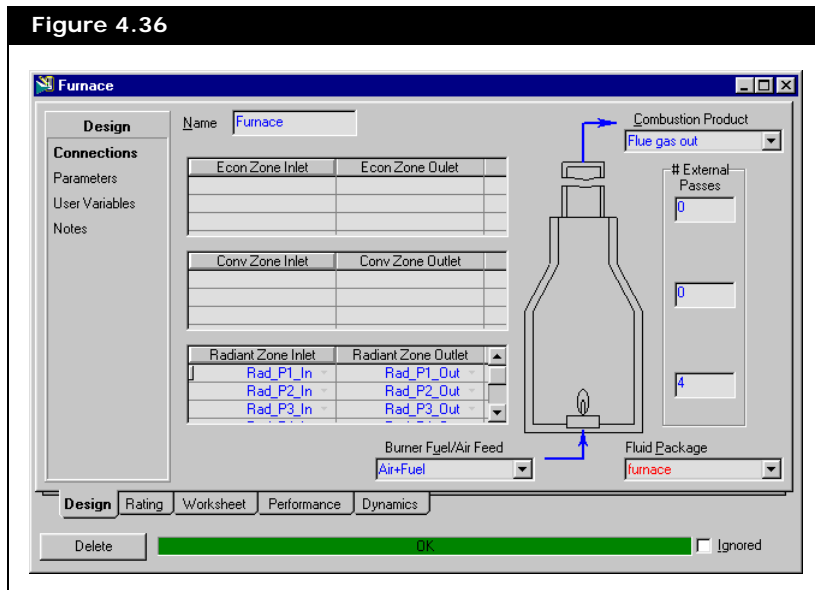 Figure 4.36
Furnace
Design
Connections
Parameters
User Variables
Notes
Name Furnace
Econ Zone Inlet Econ Zone Oulet
Conv Zone Inlet Conv Zone Outlet
Radiant Zone Inlet Radiant Zone Outlet
Rad_P1_In Rad_P1_Out
Rad_P2_In Rad_P2_Out
Rad_P3_In Rad_P3_Out
Combustion Product
Flue gas out
# External
Passes
0
0
4
Burner Fuel/Air Feed
Air+Fuel
Fluid Package
furnace
Design Rating Worksheet Performance Dynamics
Delete OK Ignored